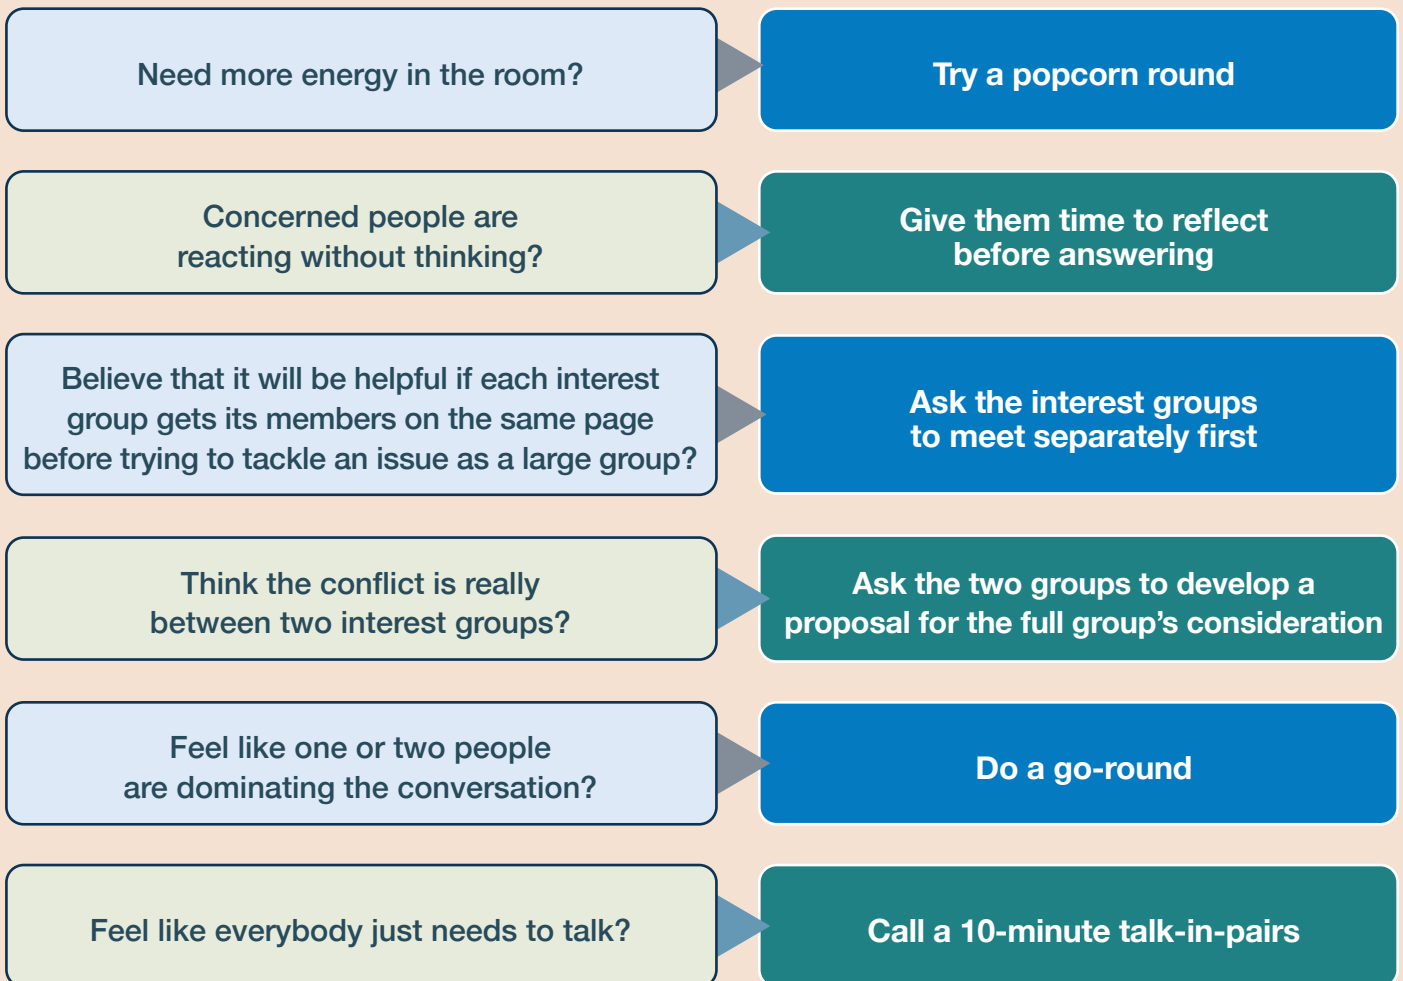 Need more energy in the room?
Try a popcorn round
Concerned people are
reacting without thinking?
Give them time to reflect
before answering
Believe that it will be helpful if each interest
group gets its members on the same page
before trying to tackle an issue as a large group?
Ask the interest groups
to meet separately first
Think the conflict is really
between two interest groups?
Ask the two groups to develop a
proposal for the full group’s consideration
Feel like one or two people
are dominating the conversation?
Do a go-round
Feel like everybody just needs to talk?
Call a 10-minute talk-in-pairs